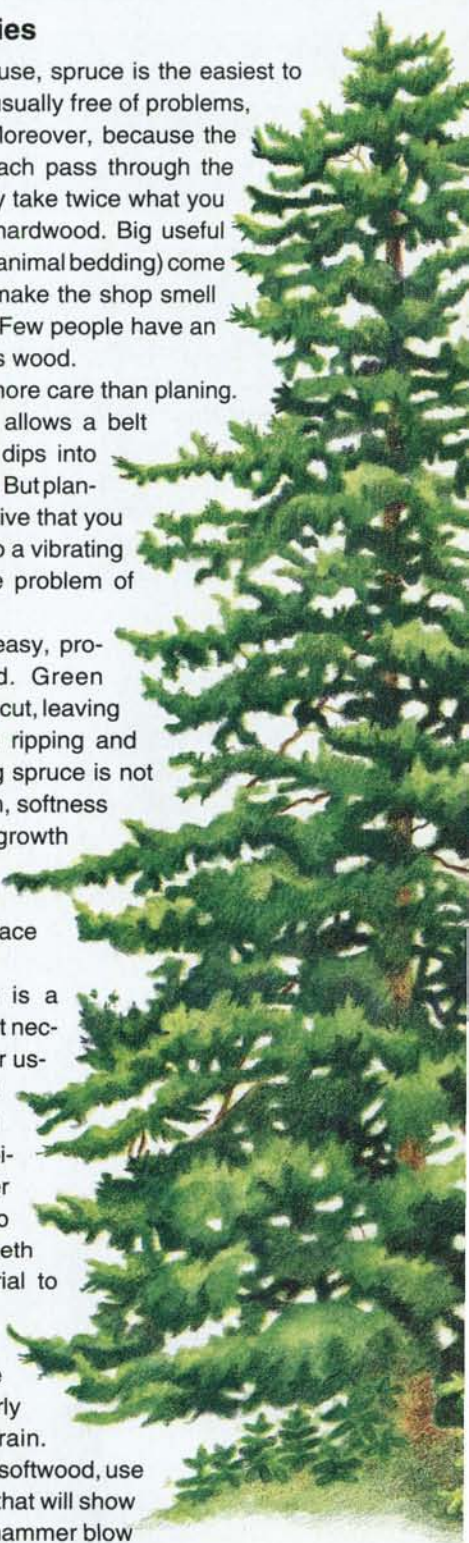 ies
use, spruce is the easiest to
usually free of problems,
Moreover, because the
ach pass through the
y take twice what you
hardwood. Big useful
animal bedding) come
make the shop smell
Few people have an
s wood.
more care than planing.
allows a belt
dips into
But plan-
ive that you
o a vibrating
e problem of
easy, pro-
d. Green
cut, leaving
ripping and
g spruce is not
n, softness
growth
ace
is a
t nec-
r us-
i-
er
o
eth
rial to
e
rly
rain.
softwood, use
that will show
hammer blow